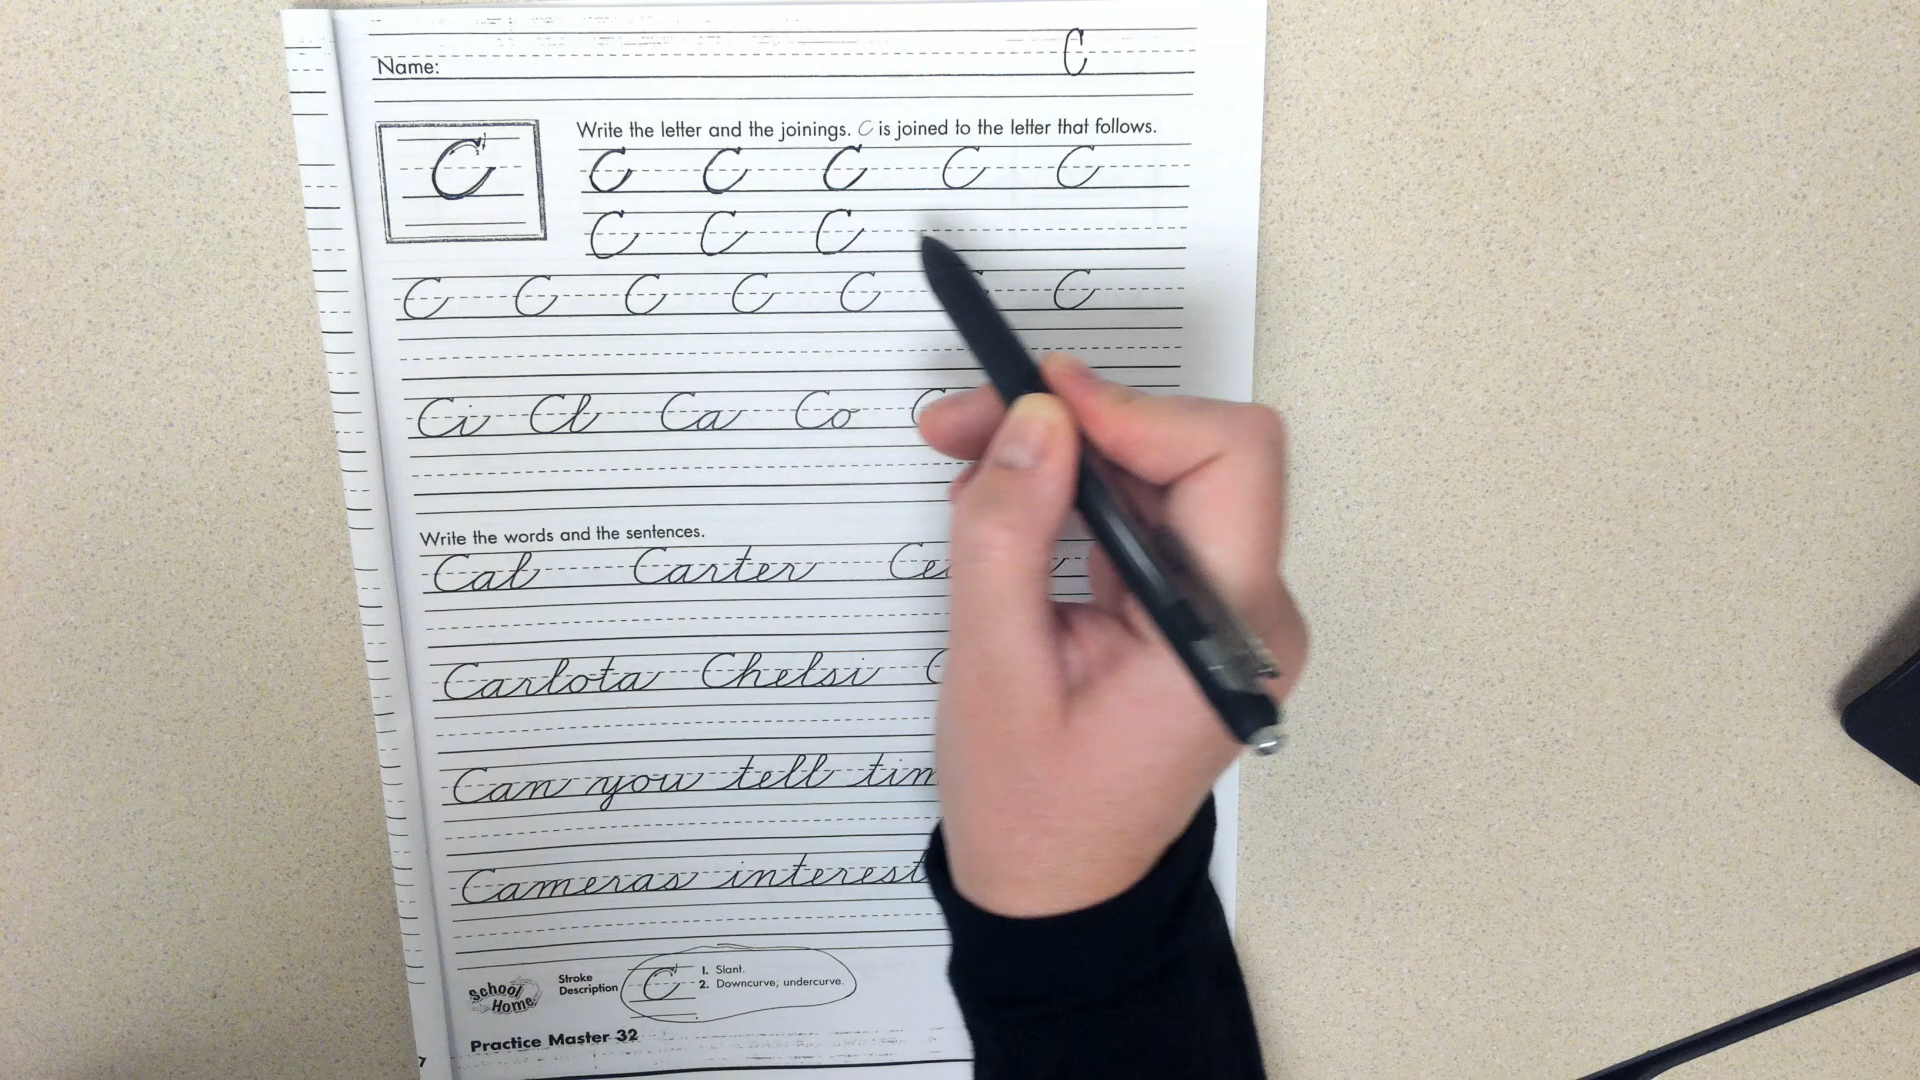 C
Name:
Write the letter and the joinings. C is joined to the letter that follows.
C
C C C C C
C C C
C C C C C C
Ci Cl Ca Co
Write the words and the sentences.
Cal Carter
Carlota Chelsi
Can you tell
Cameras
School Home
Stroke Description
C
1. Slant.
2. Downcurve; undercurve.
Practice Master 32
7